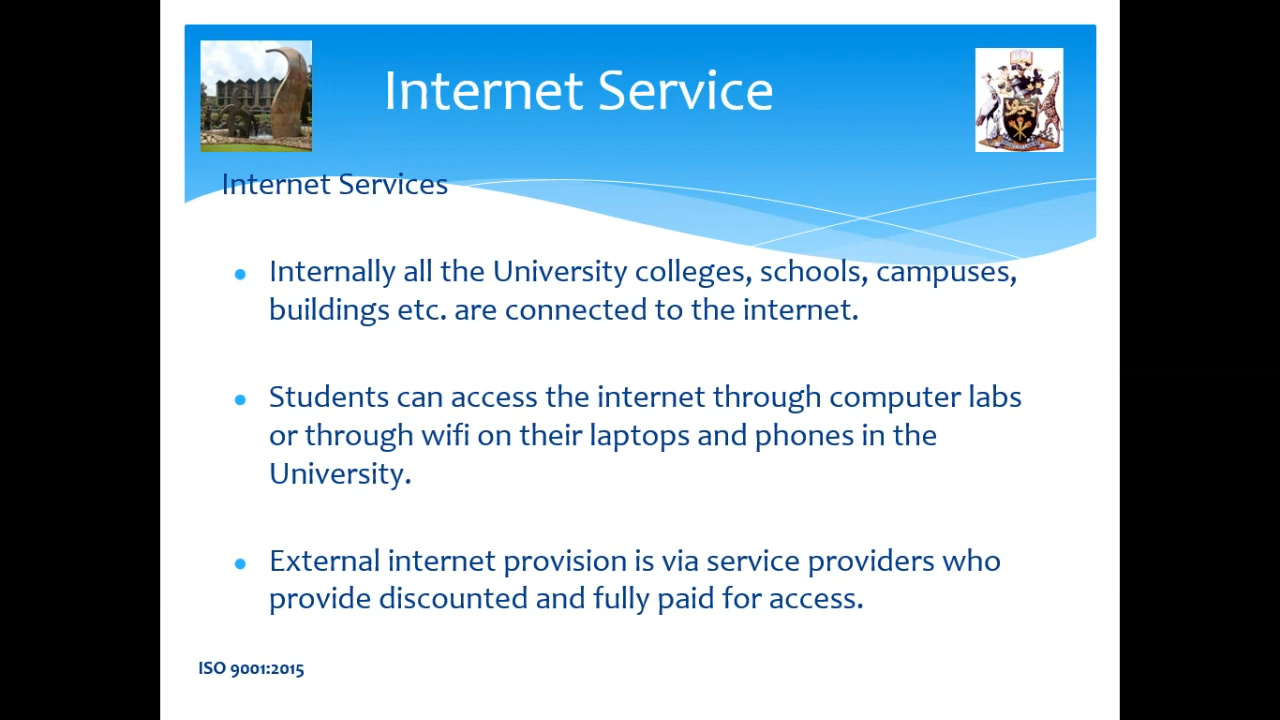 Internet Service
Internet Services
Internally all the University colleges, schools, campuses,
buildings etc. are connected to the internet.
Students can access the internet through computer labs
or through wifi on their laptops and phones in the
University.
External internet provision is via service providers who
provide discounted and fully paid for access.
ISO 9001:2015